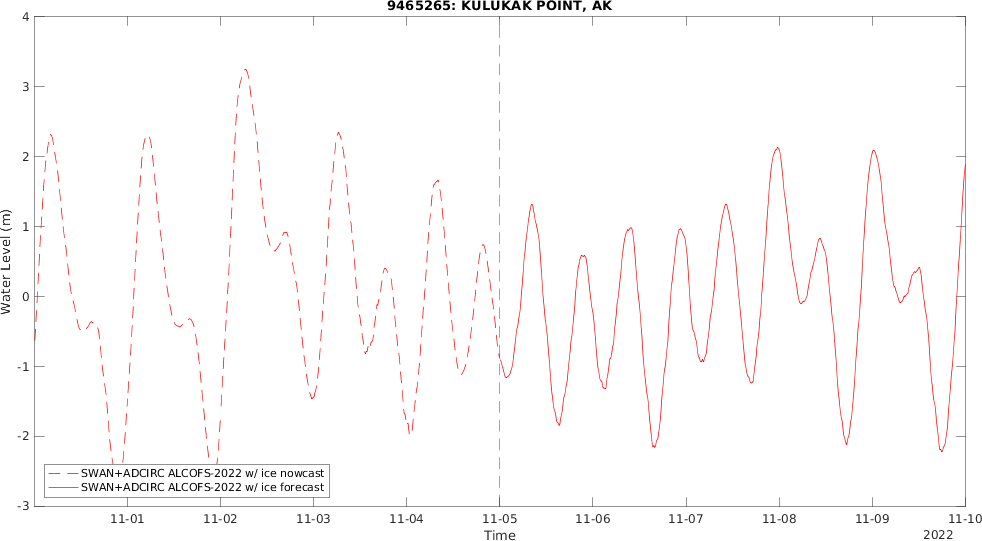 9465265: KULUKAK POINT, AK
4
3
2
1
0
-1
-2
-3
Water Level (m)
SWAN+ADCIRC ALCOFS-2022 w/ ice nowcast
SWAN+ADCIRC ALCOFS-2022 w/ ice forecast
11-01 11-02 11-03 11-04 11-05 11-06 11-07 11-08 11-09 11-10
Time
2022